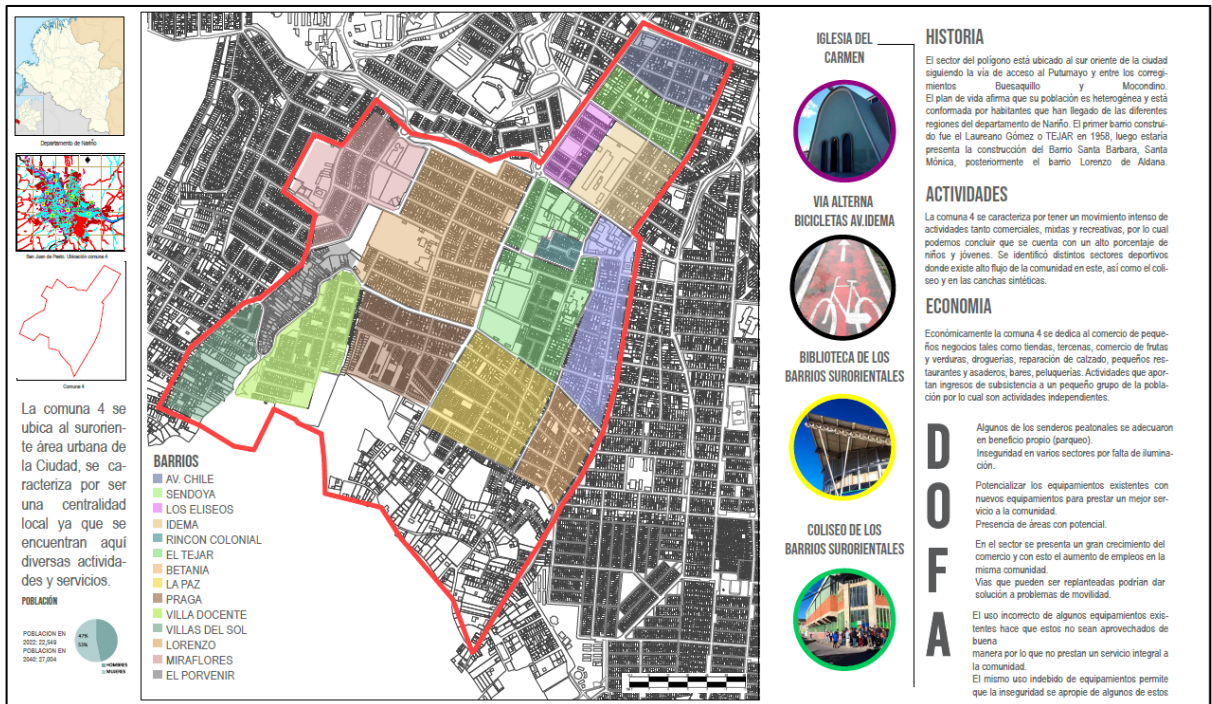 Departamento de Nariño
San Juan de Pasto. Ubicación comuna 4
Comuna 4
La comuna 4 se
ubica al surorien-
te área urbana de
la Ciudad, se ca-
racteriza por ser
una centralidad
local ya que se
encuentran aquí
diversas activida-
des y servicios.
POBLACIÓN
POBLACION EN
2022: 22,549
POBLACION EN
2040: 27,004
47%
53%
HOMBRES
MUJERES
BARRIOS
AV. CHILE
SENDOYA
LOS ELISEOS
IDEMA
RINCON COLONIAL
EL TEJAR
BETANIA
LA PAZ
PRAGA
VILLA DOCENTE
VILLAS DEL SOL
LORENZO
MIRAFLORES
EL PORVENIR
IGLESIA DEL
CARMEN
VIA ALTERNA
BICICLETAS AV.IDEMA
BIBLIOTECA DE LOS
BARRIOS SURORIENTALES
COLISEO DE LOS
BARRIOS SURORIENTALES
HISTORIA
El sector del polígono está ubicado al sur oriente de la ciudad
siguiendo la vía de acceso al Putumayo y entre los corregi-
mientos Buesaquillo y Mocondino.
El plan de vida afirma que su población es heterogénea y está
conformada por habitantes que han llegado de las diferentes
regiones del departamento de Nariño. El primer barrio construi-
do fue el Laureano Gómez o TEJAR en 1958, luego estaría
presenta la construcción del Barrio Santa Barbara, Santa
Mónica, posteriormente el barrio Lorenzo de Aldana.
ACTIVIDADES
La comuna 4 se caracteriza por tener un movimiento intenso de
actividades tanto comerciales, mixtas y recreativas, por lo cual
podemos concluir que se cuenta con un alto porcentaje de
niños y jóvenes. Se identificó distintos sectores deportivos
donde existe alto flujo de la comunidad en este, así como el coli-
seo y en las canchas sintéticas.
ECONOMIA
Económicamente la comuna 4 se dedica al comercio de peque-
ños negocios tales como tiendas, tercenas, comercio de frutas
y verduras, droguerías, reparación de calzado, pequeños res-
taurantes y asaderos, bares, peluquerías. Actividades que apor-
tan ingresos de subsistencia a un pequeño grupo de la pobla-
ción por lo cual son actividades independientes.
D
Algunos de los senderos peatonales se adecuaron
en beneficio propio (parqueo).
Inseguridad en varios sectores por falta de ilumina-
ción.
O
Potencializar los equipamientos existentes con
nuevos equipamientos para prestar un mejor ser-
vicio a la comunidad.
Presencia de áreas con potencial.
F
En el sector se presenta un gran crecimiento del
comercio y con esto el aumento de empleos en la
misma comunidad.
Vias que pueden ser replanteadas podrían dar
solución a problemas de movilidad.
A
El uso incorrecto de algunos equipamientos exis-
tentes hace que estos no sean aprovechados de
buena
manera por lo que no prestan un servicio integral a
la comunidad.
El mismo uso indebido de equipamientos permite
que la inseguridad se apropie de algunos de estos